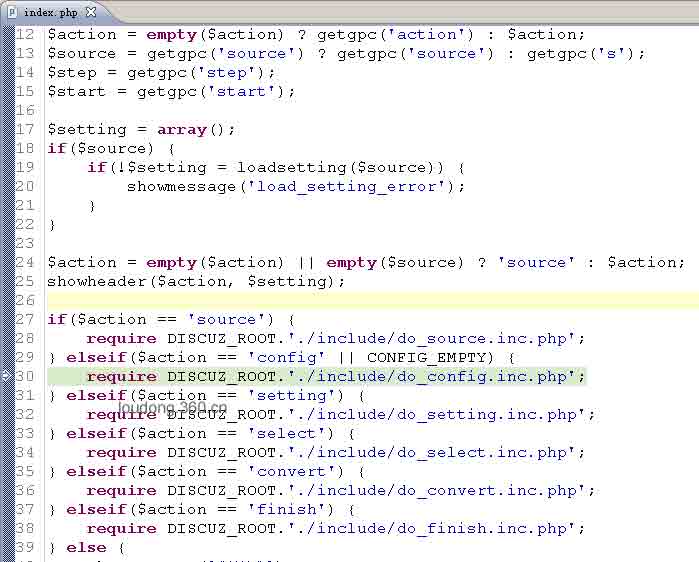 index.php
12 $action = empty($action) ? getgpc('action') : $action;
13 $source = getgpc('source') ? getgpc('source') : getgpc('s');
14 $step = getgpc('step');
15 $start = getgpc('start');
16
17 $setting = array();
18 if($source) {
19     if(!$setting = loadsetting($source)) {
20         showmessage('load_setting_error');
21     }
22 }
23
24 $action = empty($action) || empty($source) ? 'source' : $action;
25 showheader($action, $setting);
26
27 if($action == 'source') {
28     require DISCUZ_ROOT.'./include/do_source.inc.php';
29 } elseif($action == 'config' || CONFIG_EMPTY) {
30     require DISCUZ_ROOT.'./include/do_config.inc.php';
31 } elseif($action == 'setting') {
loudong.360.cn
32     require DISCUZ_ROOT.'./include/do_setting.inc.php';
33 } elseif($action == 'select') {
34     require DISCUZ_ROOT.'./include/do_select.inc.php';
35 } elseif($action == 'convert') {
36     require DISCUZ_ROOT.'./include/do_convert.inc.php';
37 } elseif($action == 'finish') {
38     require DISCUZ_ROOT.'./include/do_finish.inc.php';
39 } else {